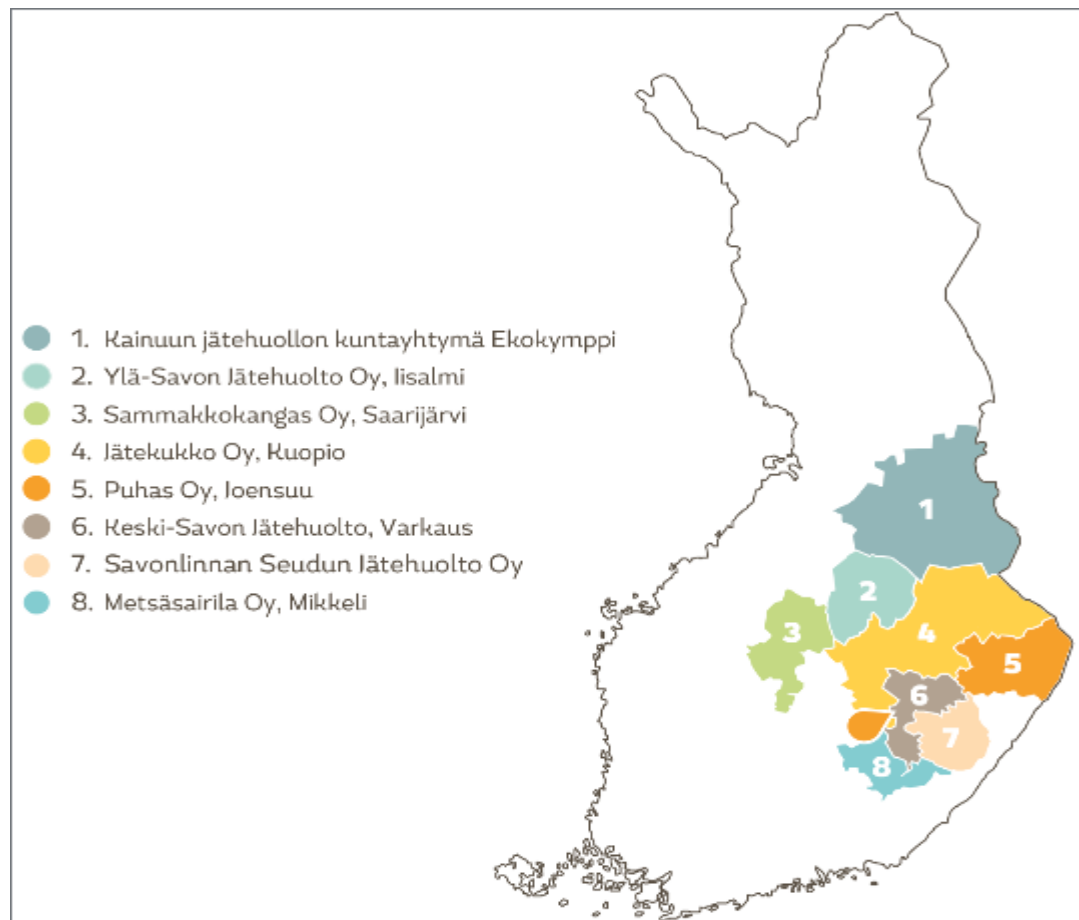 1. Kainuun jätehuollon kuntayhtymä Ekokymppi
2. Ylä-Savon Jätehuolto Oy, Iisalmi
3. Sammakkokangas Oy, Saarijärvi
4. Jätekukko Oy, Kuopio
5. Puhas Oy, Joensuu
6. Keski-Savon Jätehuolto, Varkaus
7. Savonlinnan Seudun Jätehuolto Oy
8. Metsäsairila Oy, Mikkeli
1
2
3
4
5
6
7
8